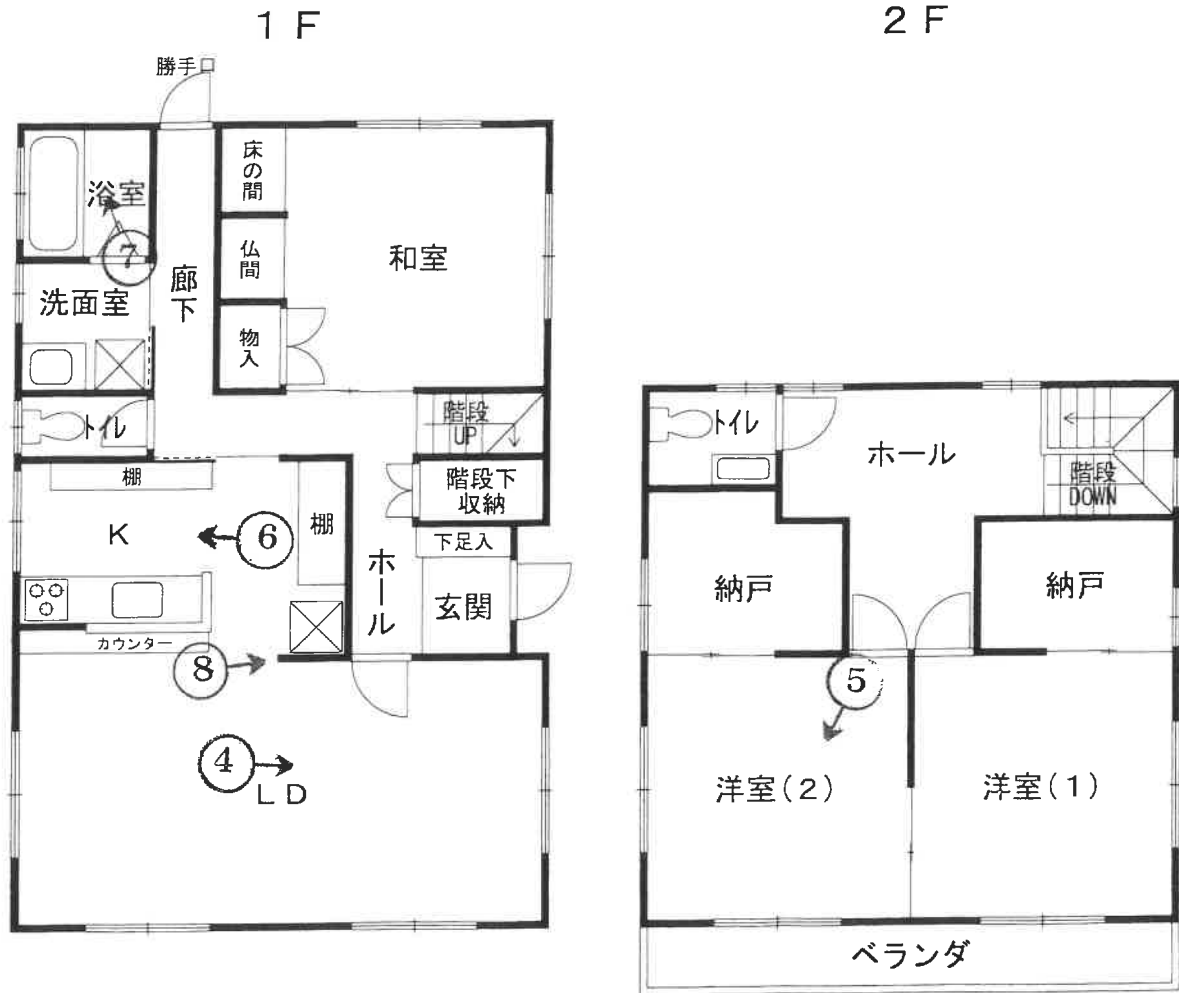 1F
2F
勝手口
浴室
⑦
洗面室
廊下
床の間
仏間
物入
和室
トイレ
階段
UP
階段下
収納
棚
K
⑥
棚
ホール
下足入
玄関
カウンター
⑧
④
LD
トイレ
ホール
階段
DOWN
納戸
納戸
⑤
洋室(2)
洋室(1)
ベランダ